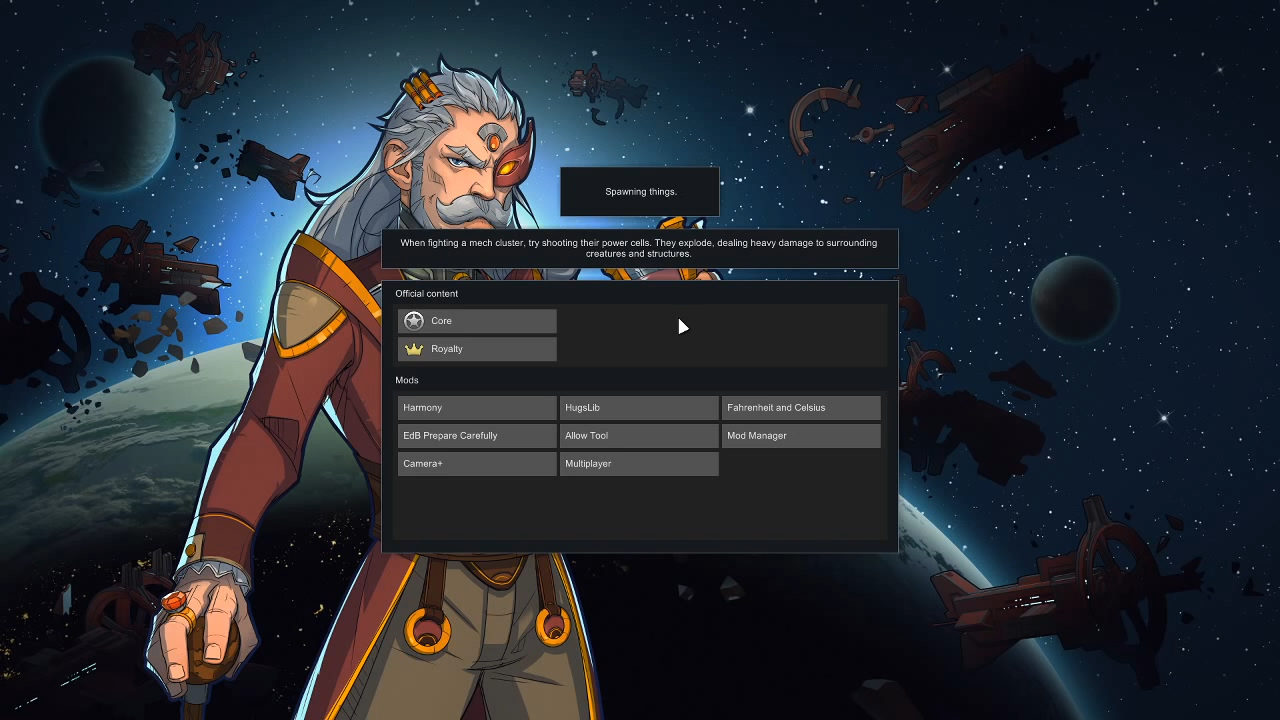 Spawning things.
When fighting a mech cluster, try shooting their power cells. They explode, dealing heavy damage to surrounding
creatures and structures.
Official content
Core
Royalty
Mods
Harmony
HugsLib
Fahrenheit and Celsius
EdB Prepare Carefully
Allow Tool
Mod Manager
Camera+
Multiplayer